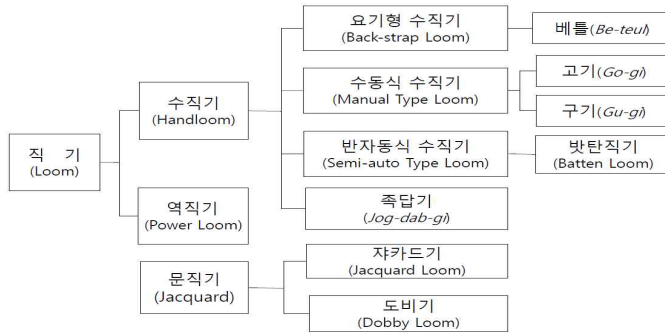 직 기
(Loom)
수직기
(Handloom)
요기형 수직기
(Back-strap Loom)
베틀(Be-teul)
수동식 수직기
(Manual Type Loom)
고기(Go-gi)
구기(Gu-gi)
반자동식 수직기
(Semi-auto Type Loom)
밧탄직기
(Batten Loom)
족답기
(Jog-dab-gi)
역직기
(Power Loom)
문직기
(Jacquard)
쟈카드기
(Jacquard Loom)
도비기
(Dobby Loom)